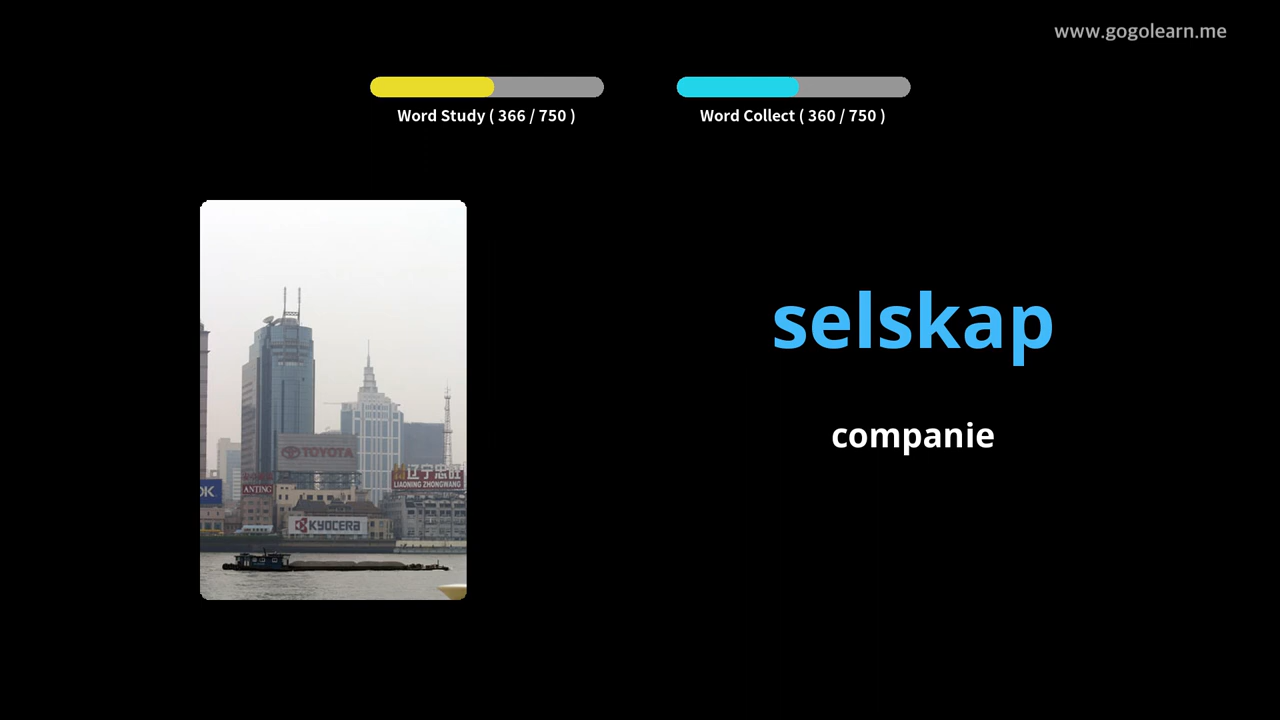 www.gogolearn.me
Word Study ( 366 / 750 )
Word Collect ( 360 / 750 )
selskap
companie
TOYOTA
辽宁忠旺
LIAONING ZHONGWANG
OK
ANTING
KYOCERA